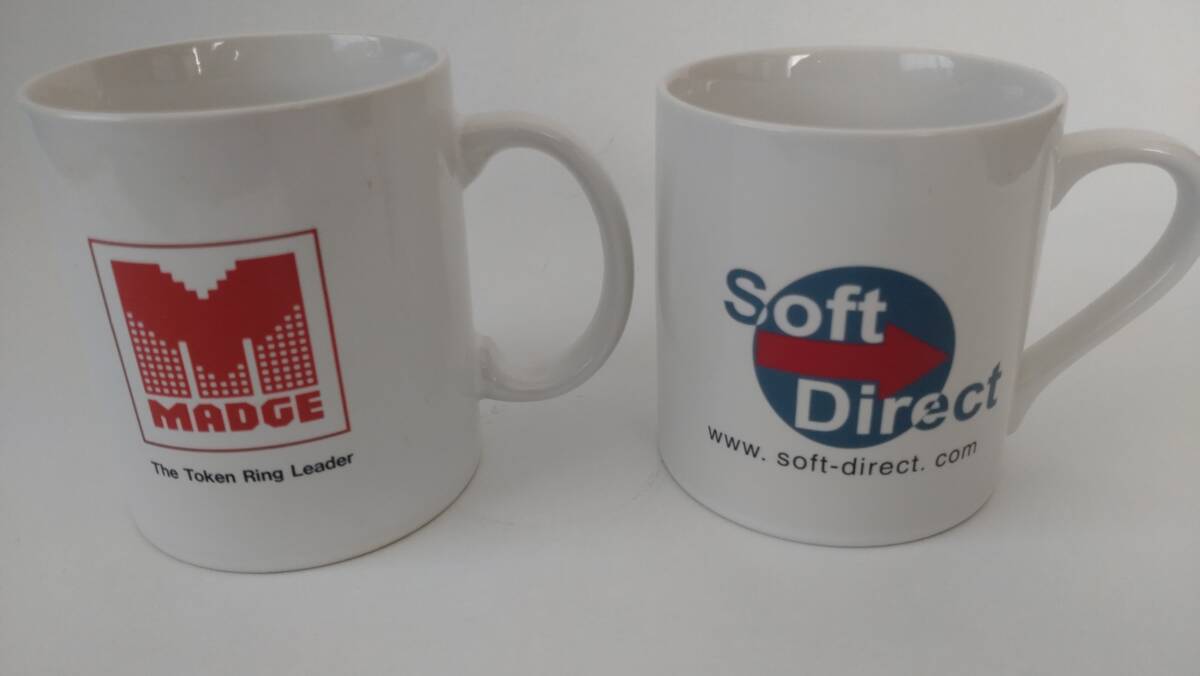 MADGE
The Token Ring Leader
Soft
Direct
www. soft-direct. com